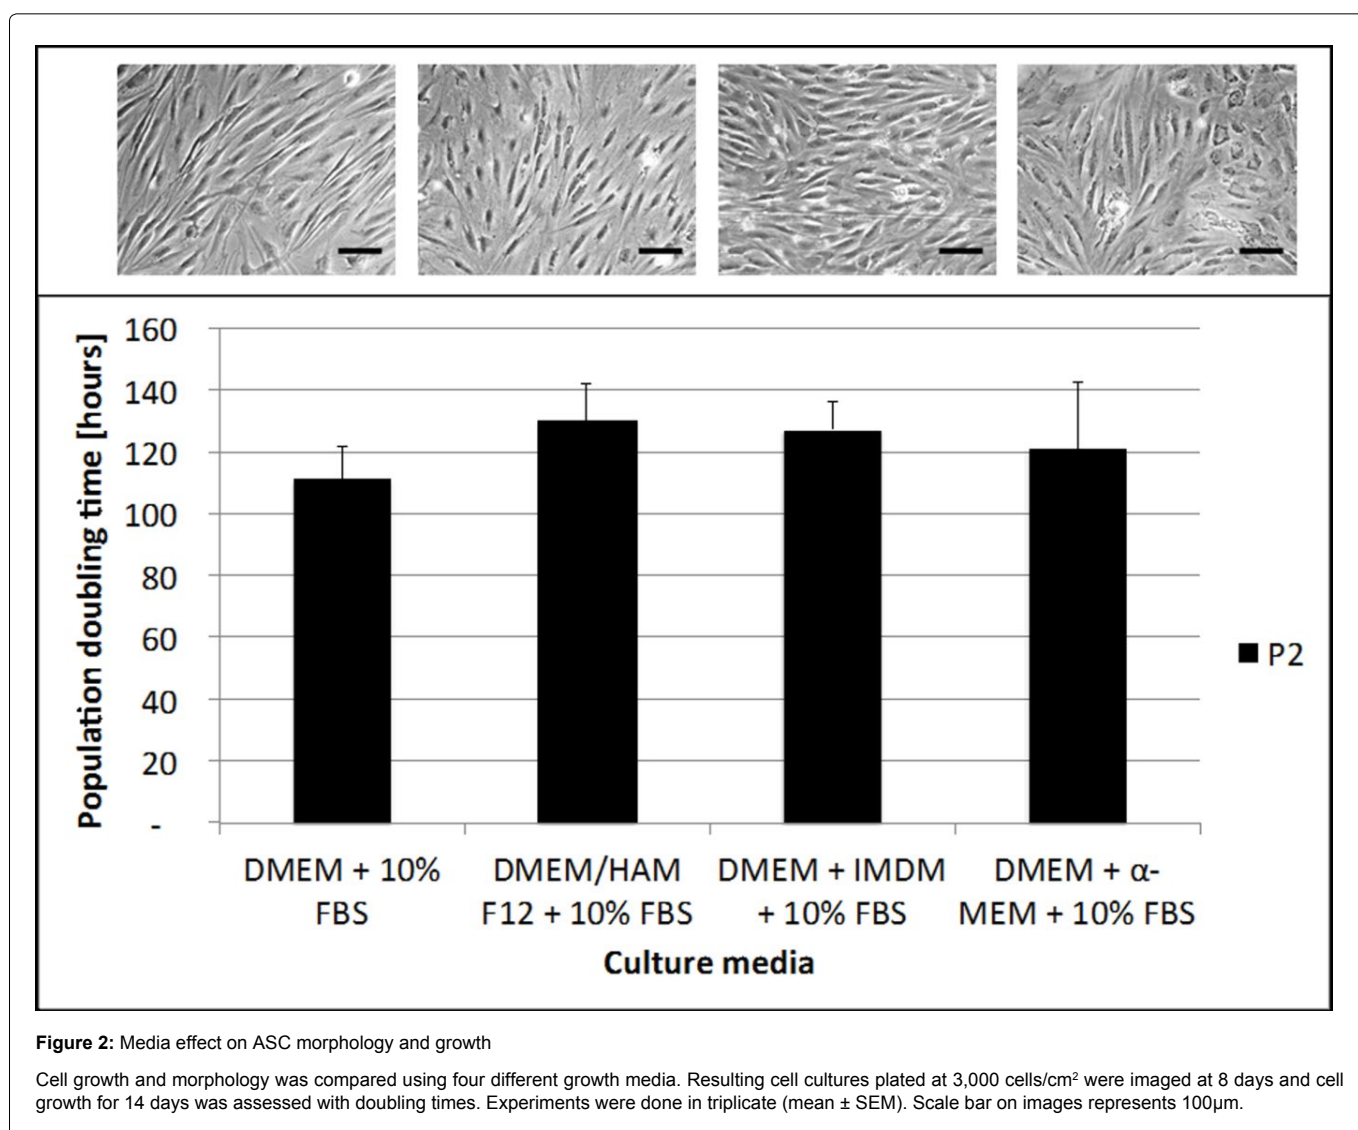 Population doubling time [hours]
160
140
120
100
80
60
40
20
-
P2
DMEM + 10%
FBS
DMEM/HAM
F12 + 10% FBS
DMEM + IMDM
+ 10% FBS
DMEM + α-
MEM + 10% FBS
Culture media
Figure 2: Media effect on ASC morphology and growth
Cell growth and morphology was compared using four different growth media. Resulting cell cultures plated at 3,000 cells/cm² were imaged at 8 days and cell
growth for 14 days was assessed with doubling times. Experiments were done in triplicate (mean ± SEM). Scale bar on images represents 100µm.